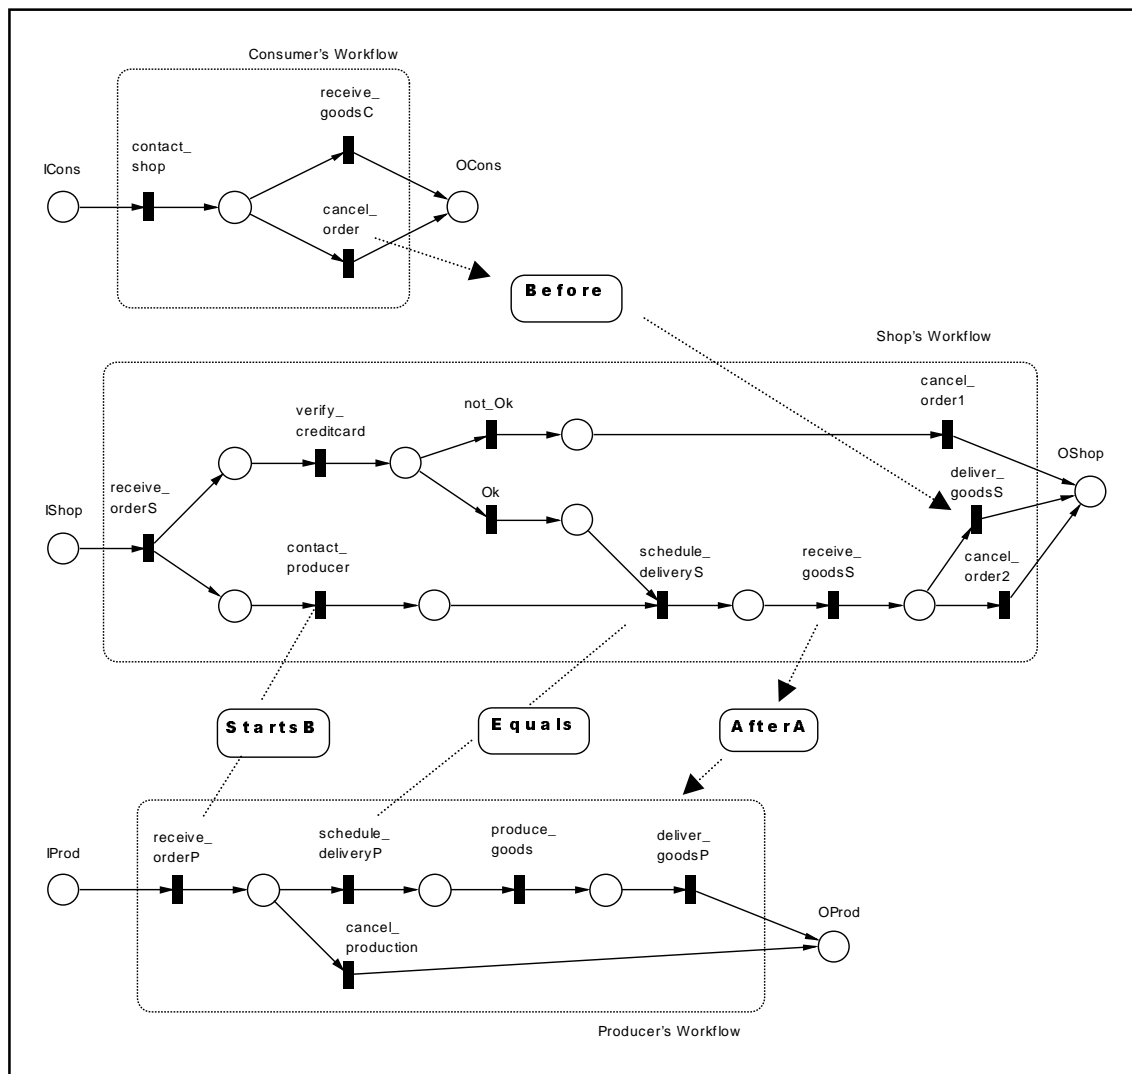 Consumer's Workflow
receive_
goodsC
contact_
shop
ICons
OCons
cancel_
order
Before
Shop's Workflow
cancel_
order1
not_Ok
verify_
creditcard
OShop
deliver_
goodsS
receive_
orderS
Ok
IShop
contact_
producer
schedule_
deliveryS
receive_
goodsS
cancel_
order2
StartsB
Equals
AfterA
receive_
orderP
schedule_
deliveryP
produce_
goods
deliver_
goodsP
IProd
OProd
cancel_
production
Producer's Workflow